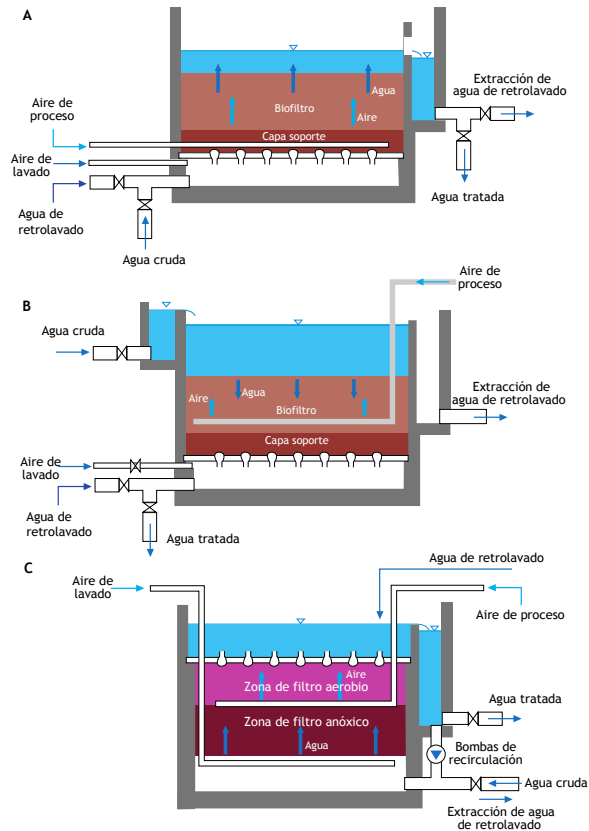 A
Aire de
proceso
Aire de
lavado
Agua de
retrolavado
Agua cruda
Agua
Biofiltro
Aire
Capa soporte
Extracción de
agua de retrolavado
Agua tratada
B
Aire de
proceso
Agua cruda
Aire
Agua
Biofiltro
Capa soporte
Extracción de
agua de retrolavado
Aire de
lavado
Agua de
retrolavado
Agua tratada
C
Agua de retrolavado
Aire de
lavado
Aire de proceso
Aire
Zona de filtro aerobio
Zona de filtro anóxico
Agua
Agua tratada
Bombas de
recirculación
Agua cruda
Extracción de agua
de retrolavado